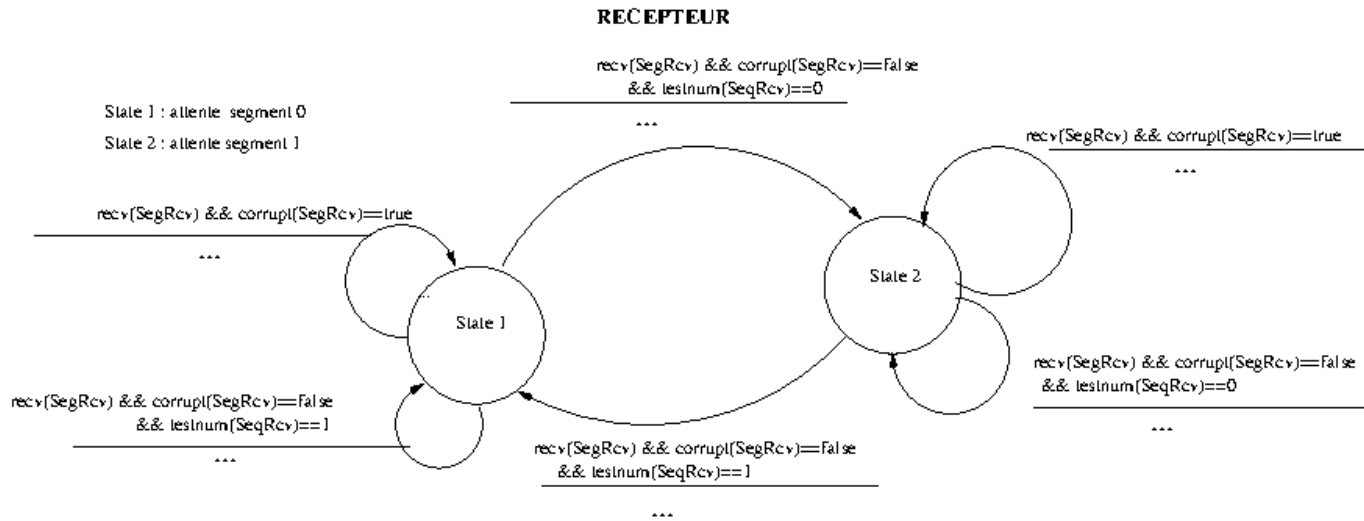 RECEPTEUR
recv(SegRcv) && corrupt(SegRcv)==False
&& testnum(SeqRcv)==0
...
State 1 : attente segment 0
State 2 : attente segment 1
recv(SegRcv) && corrupt(SegRcv)==true
...
recv(SegRcv) && corrupt(SegRcv)==true
...
State 2
...
State 1
recv(SegRcv) && corrupt(SegRcv)==False
&& testnum(SeqRcv)==0
...
recv(SegRcv) && corrupt(SegRcv)==False
&& testnum(SeqRcv)==1
...
recv(SegRcv) && corrupt(SegRcv)==False
&& testnum(SeqRcv)==1
...